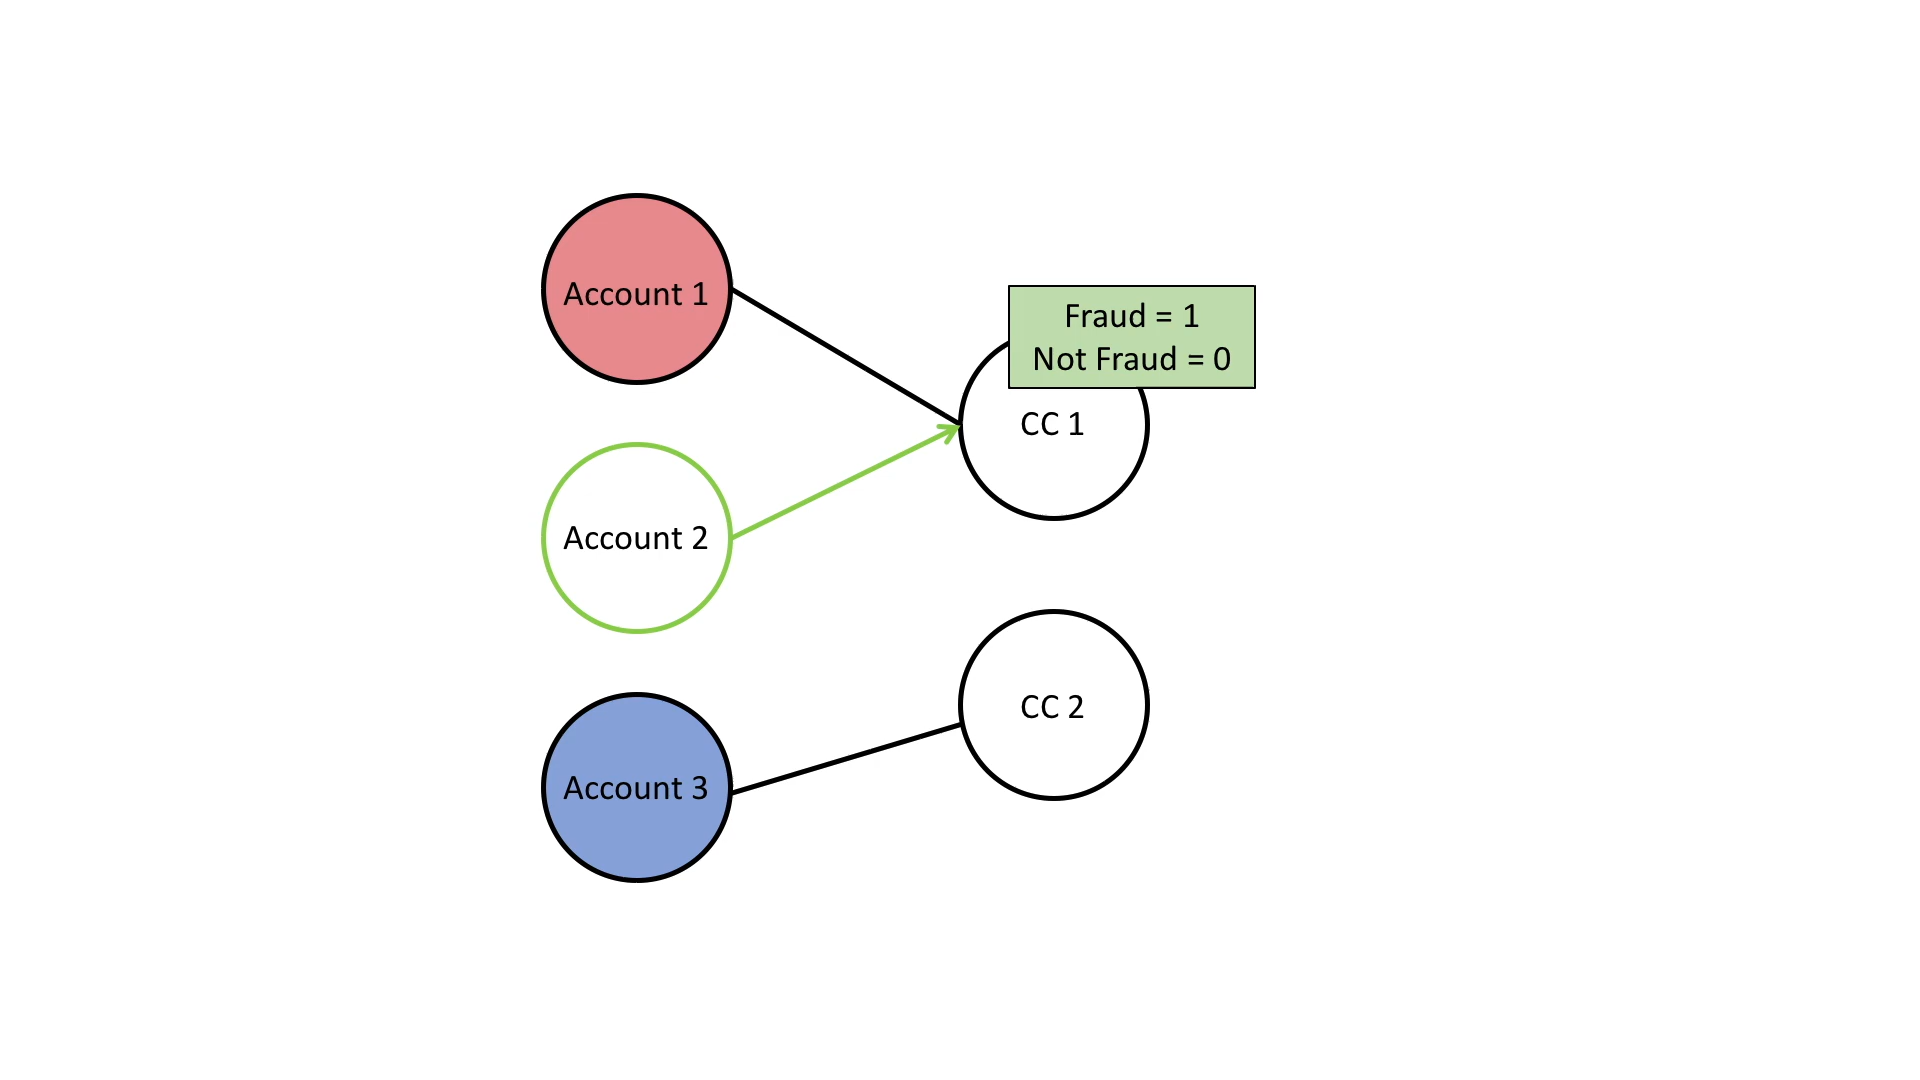 Account 1
Fraud = 1
Not Fraud = 0
CC 1
Account 2
CC 2
Account 3